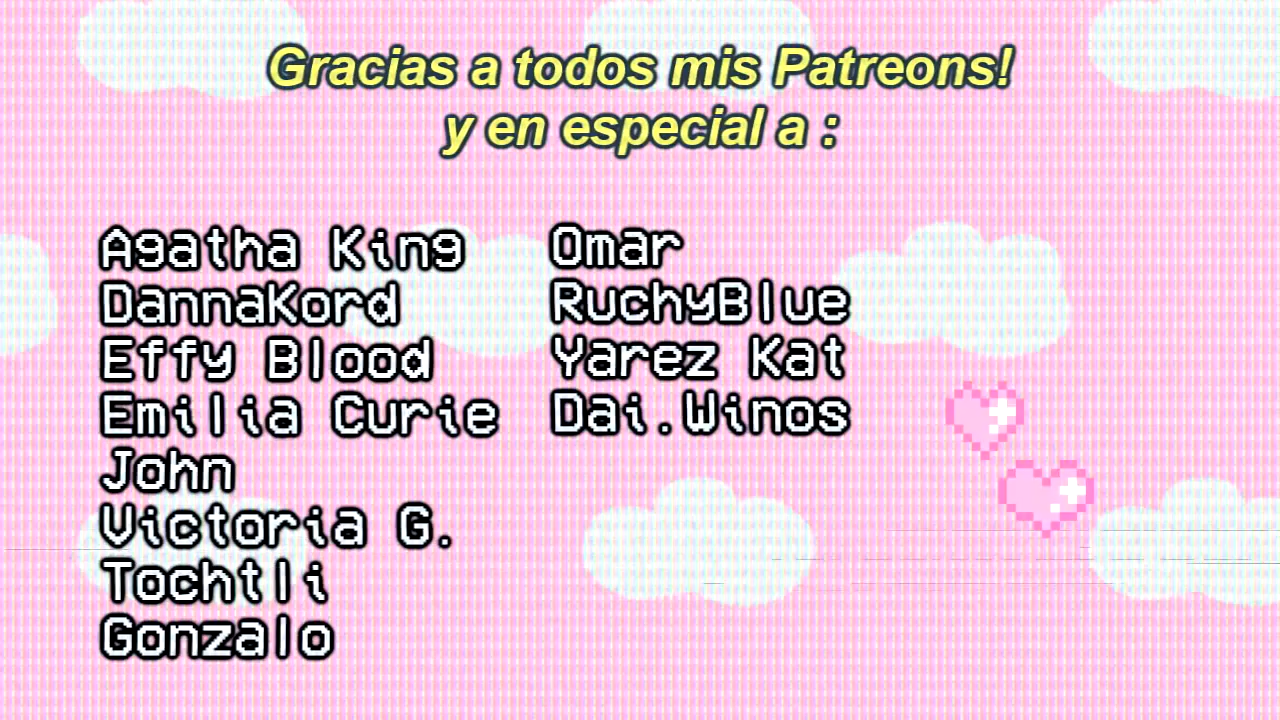 Gracias a todos mis Patreons!
y en especial a :
Agatha King
DannaKord
Effy Blood
Emilia Curie
John
Victoria G.
Tochtli
Gonzalo
Omar
RuchyBlue
Yarez Kat
Dai.Winos